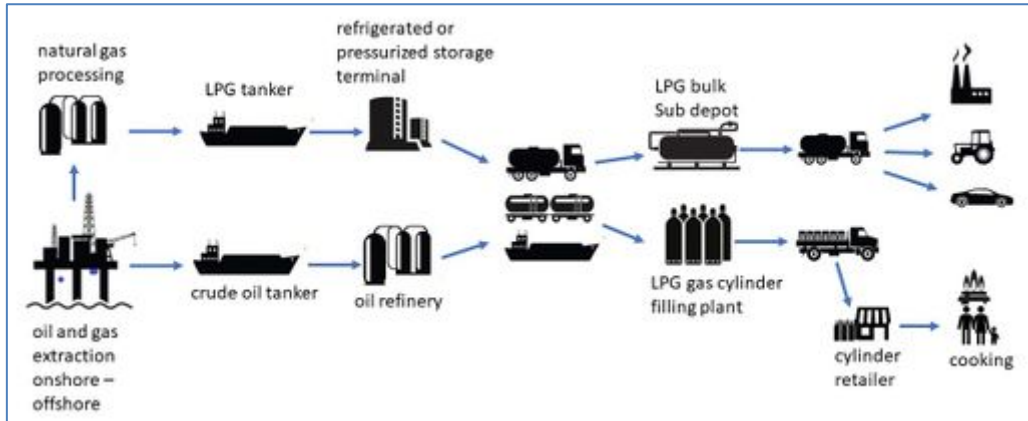 natural gas
processing
LPG tanker
refrigerated or
pressurized storage
terminal
LPG bulk
Sub depot
crude oil tanker
oil refinery
LPG gas cylinder
filling plant
oil and gas
extraction
onshore –
offshore
cylinder
retailer
cooking